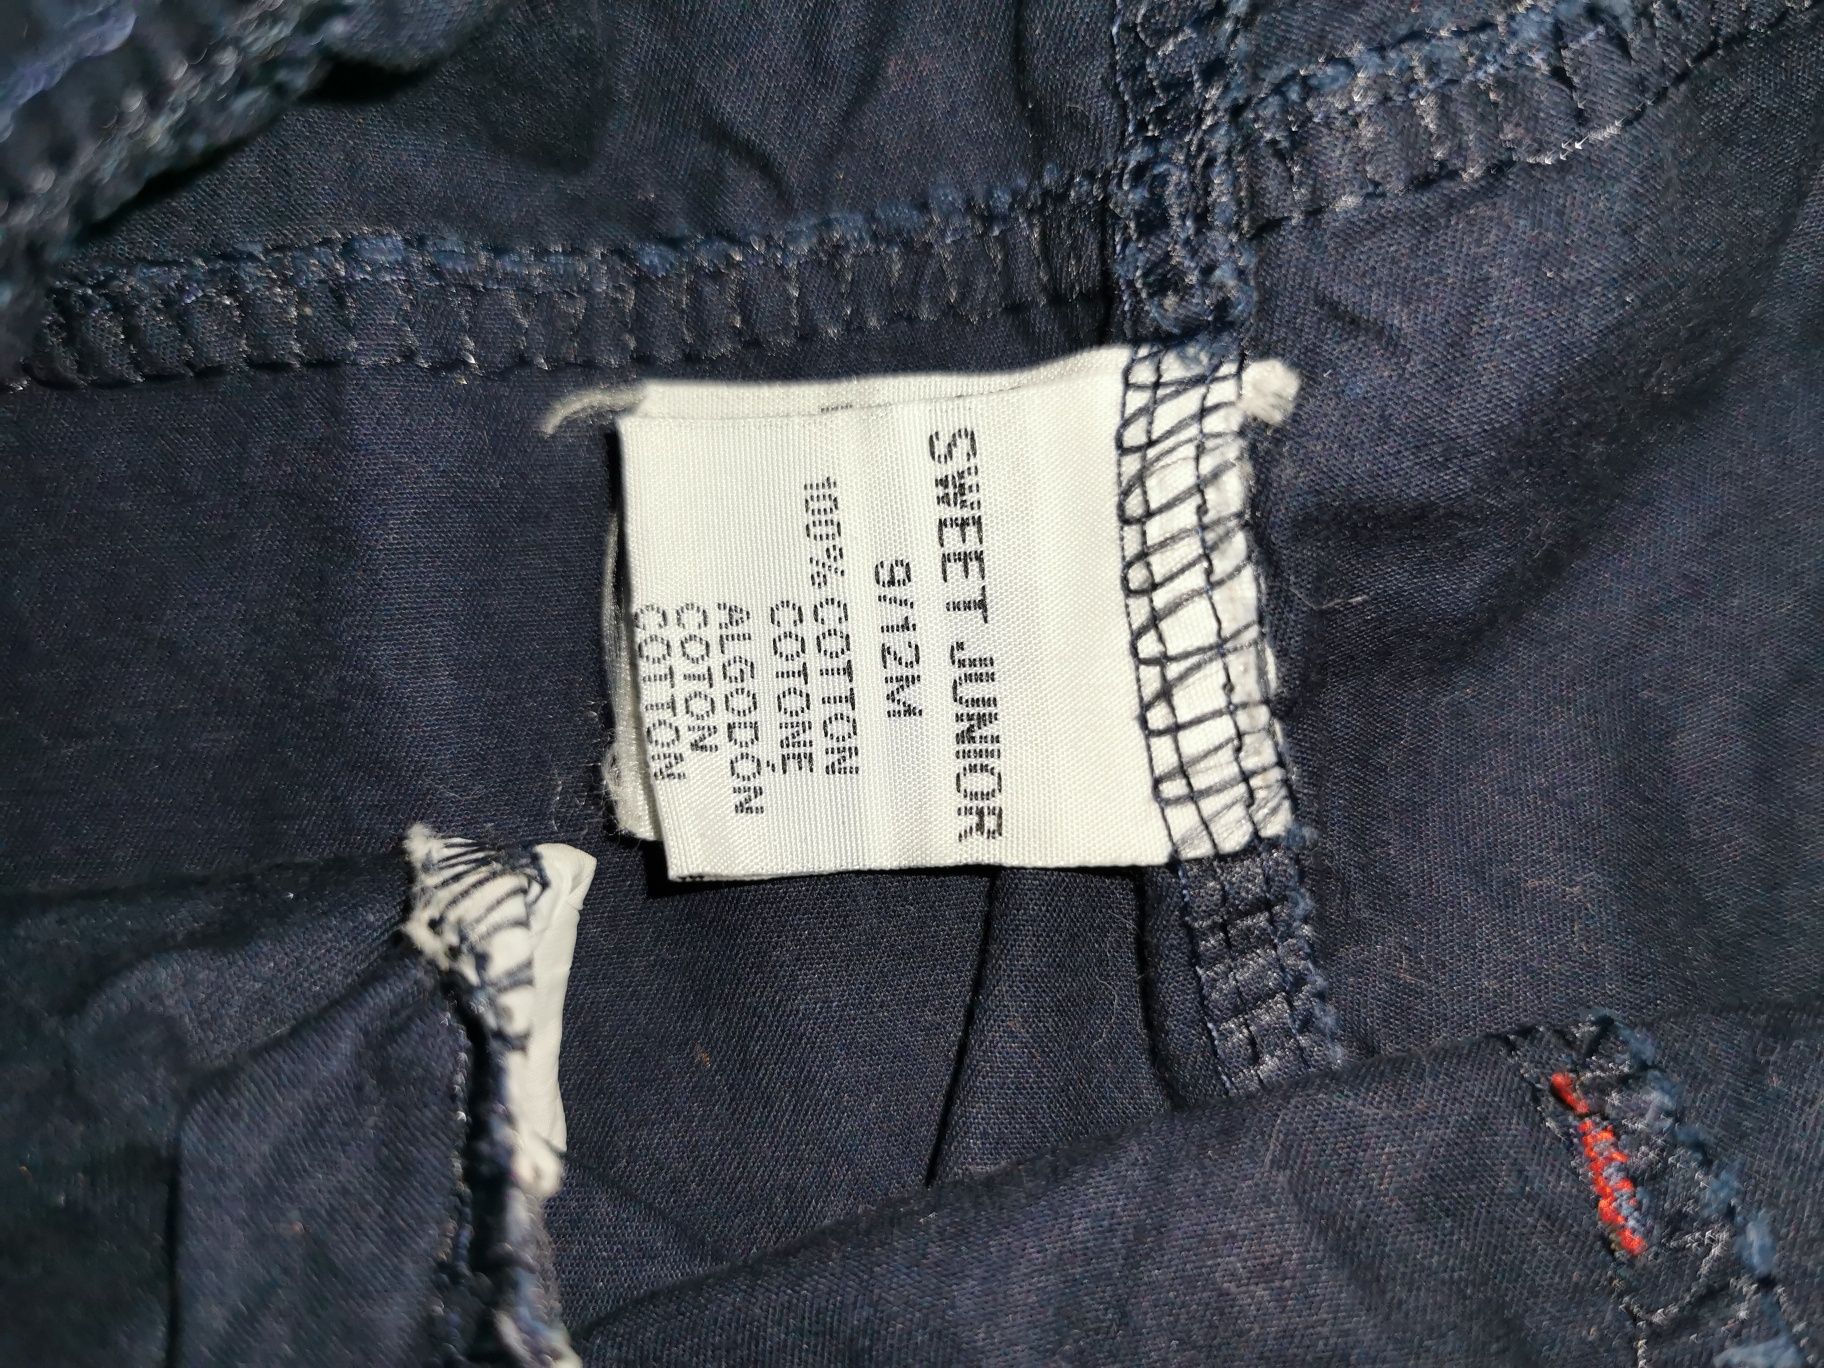 SWEET JUNIOR
9/12M
100% COTTON
COTONE
ALGODÓN
COTON
COTTON